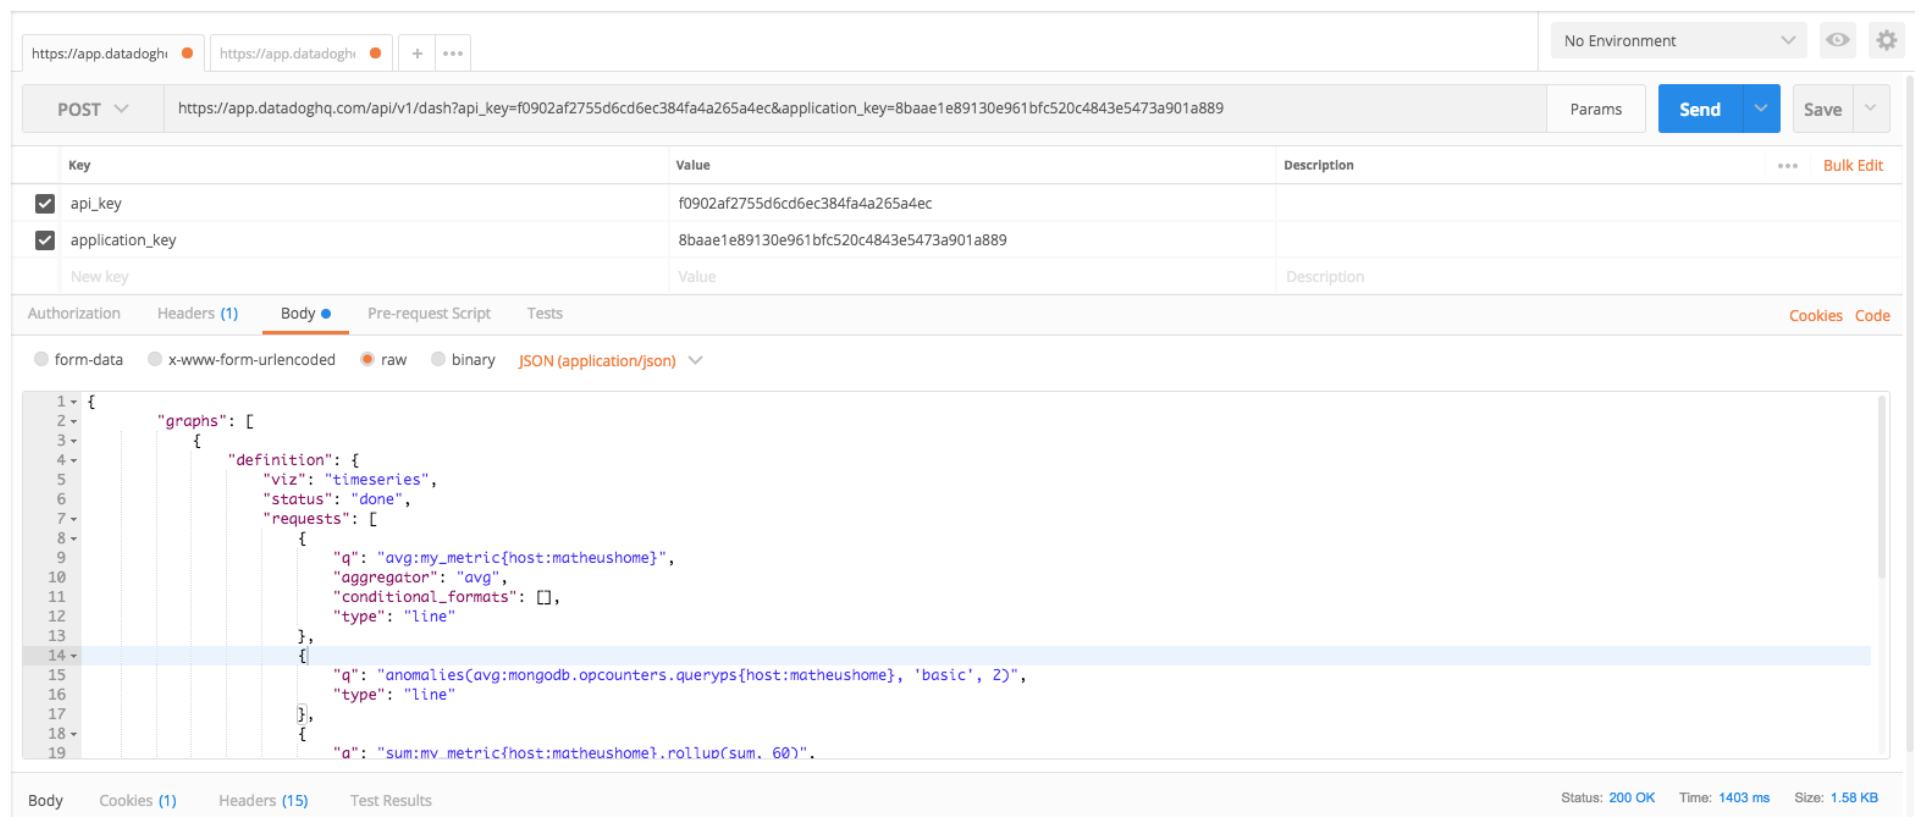 https://app.datadogh
https://app.datadogh
+
No Environment
POST
https://app.datadoghq.com/api/v1/dash?api_key=f0902af2755d6cd6ec384fa4a265a4ec&application_key=8baae1e89130e961bfc520c4843e5473a901a889
Params
Send
Save
Key Value Description ••• Bulk Edit
api_key f0902af2755d6cd6ec384fa4a265a4ec
application_key 8baae1e89130e961bfc520c4843e5473a901a889
New key Value Description
Authorization Headers (1) Body Pre-request Script Tests Cookies Code
form-data x-www-form-urlencoded raw binary JSON (application/json)
1 {
2 "graphs": [
3 {
4 "definition": {
5 "viz": "timeseries",
6 "status": "done",
7 "requests": [
8 {
9 "q": "avg:my_metric{host:matheushome}",
10 "aggregator": "avg",
11 "conditional_formats": [],
12 "type": "line"
13 },
14 {
15 "q": "anomalies(avg:mongodb.opcounters.queryps{host:matheushome}, 'basic', 2)",
16 "type": "line"
17 },
18 {
19 "q": "sum:my_metric{host:matheushome}.rollup(sum, 60)",
Body Cookies (1) Headers (15) Test Results Status: 200 OK Time: 1403 ms Size: 1.58 KB